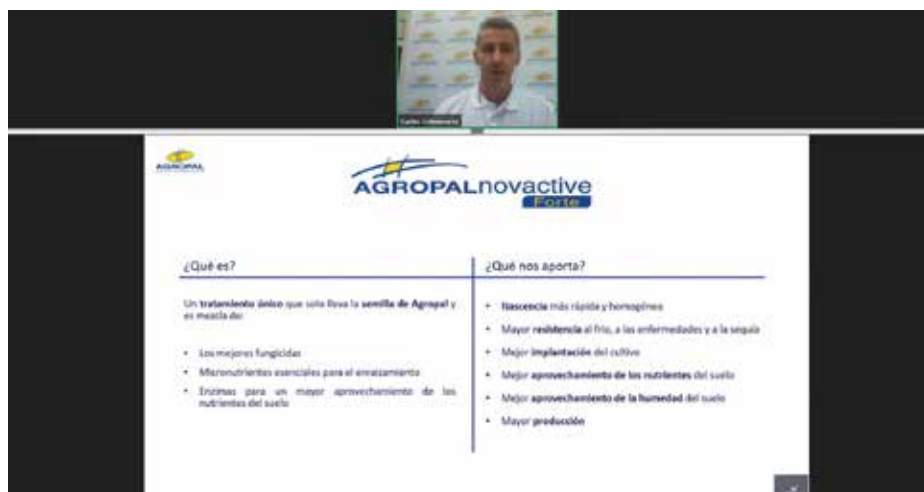 AGROPAL
AGROPALnovactive
Forte
¿Qué es?
Un tratamiento único que solo lleva la semilla de Agropal y
es mezcla de:
• Los mejores fungicidas
• Micronutrientes esenciales para el enraizamiento
• Enzimas para un mayor aprovechamiento de los
nutrientes del suelo
¿Qué nos aporta?
• Nascencia más rápida y homogénea
• Mayor resistencia al frío, a las enfermedades y a la sequía
• Mejor implantación del cultivo
• Mejor aprovechamiento de los nutrientes del suelo
• Mejor aprovechamiento de la humedad del suelo
• Mayor producción